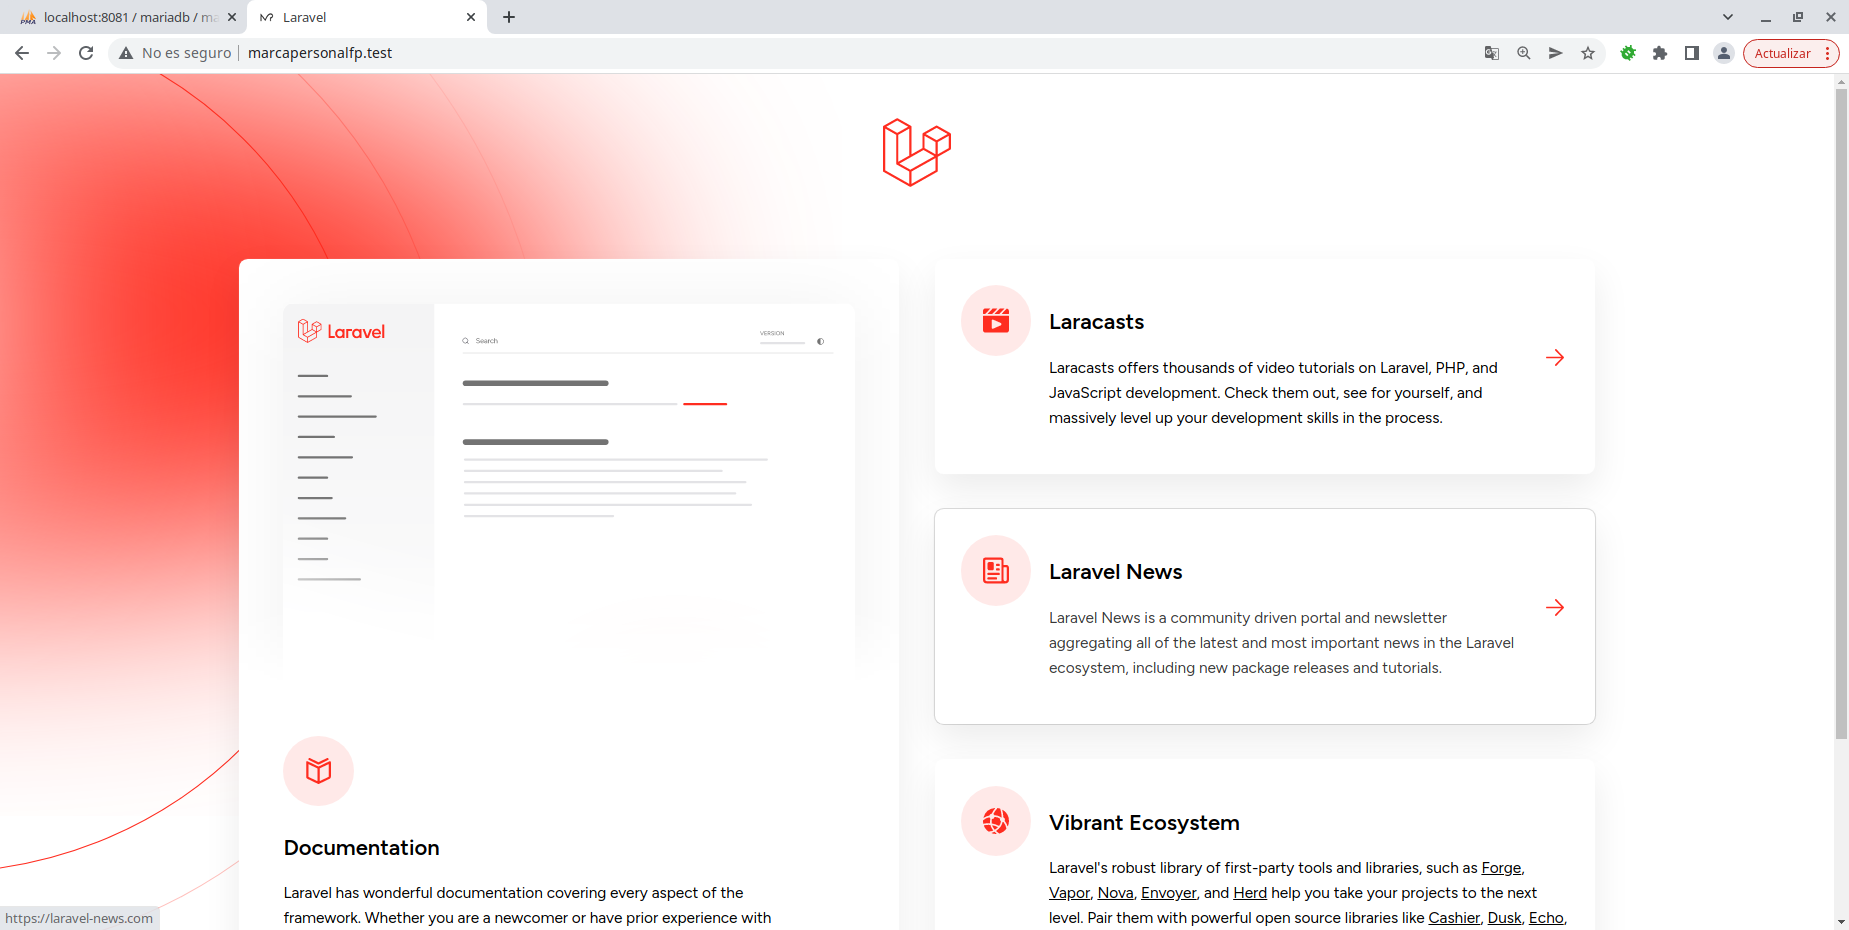 localhost:8081 / mariadb / ma
Laravel
No es seguro
marcapersonalfp.test
Actualizar
Laravel
Search
VERSION
Laracasts
Laracasts offers thousands of video tutorials on Laravel, PHP, and
JavaScript development. Check them out, see for yourself, and
massively level up your development skills in the process.
Laravel News
Laravel News is a community driven portal and newsletter
aggregating all of the latest and most important news in the Laravel
ecosystem, including new package releases and tutorials.
Documentation
Laravel has wonderful documentation covering every aspect of the
framework. Whether you are a newcomer or have prior experience with
Vibrant Ecosystem
Laravel's robust library of first-party tools and libraries, such as Forge,
Vapor, Nova, Envoyer, and Herd help you take your projects to the next
level. Pair them with powerful open source libraries like Cashier, Dusk, Echo,
https://laravel-news.com